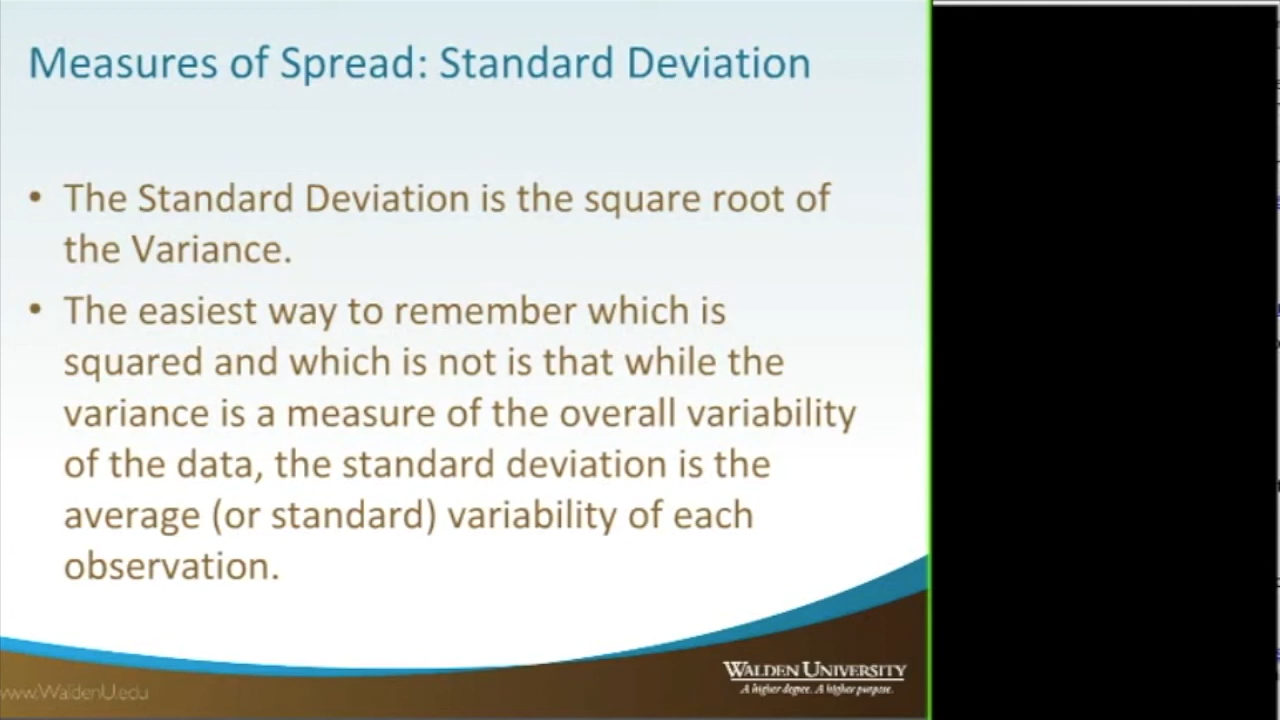 Measures of Spread: Standard Deviation
• The Standard Deviation is the square root of
the Variance.
• The easiest way to remember which is
squared and which is not is that while the
variance is a measure of the overall variability
of the data, the standard deviation is the
average (or standard) variability of each
observation.
WALDEN UNIVERSITY
A higher degree. A higher purpose.
www.WaldenU.edu